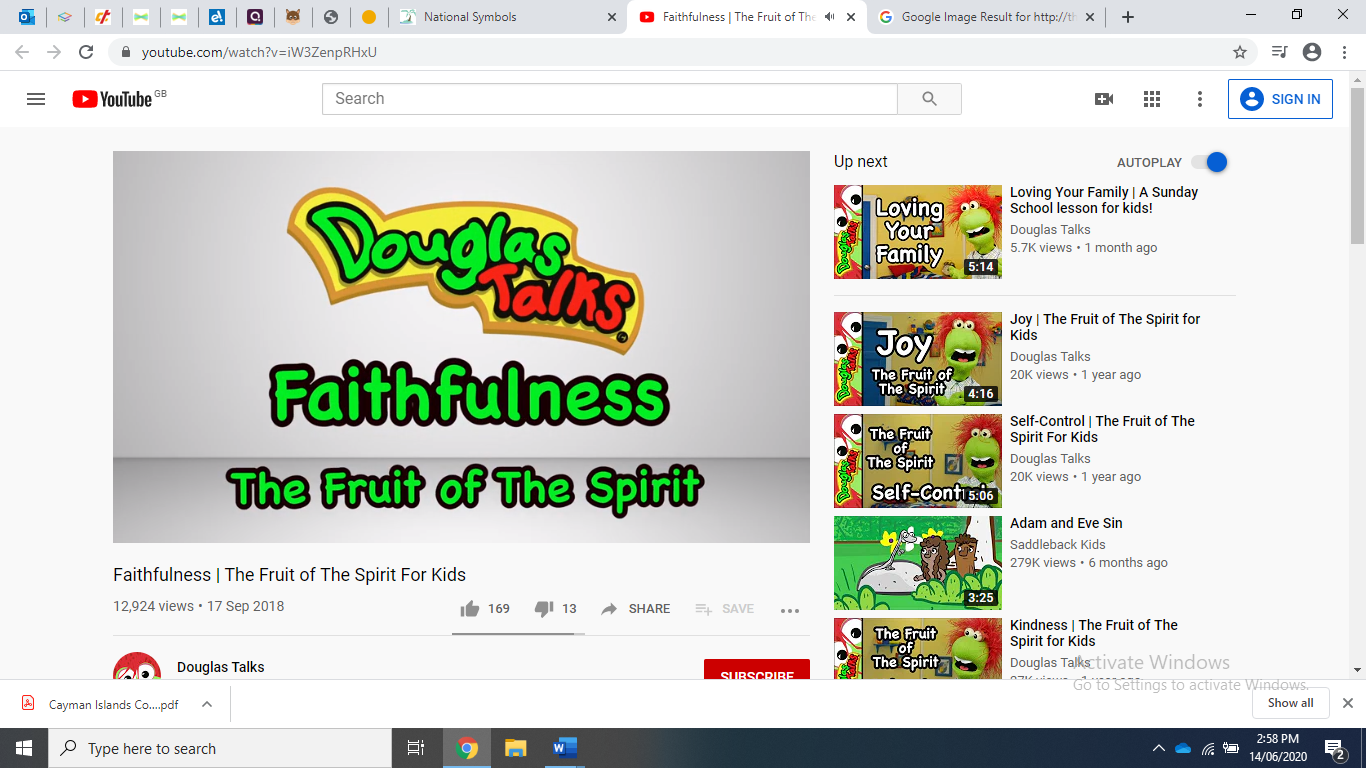 National Symbols
Faithfulness | The Fruit of The
Google Image Result for http://th
youtube.com/watch?v=iW3ZenpRHxU
YouTube GB
Search
SIGN IN
Douglas
Talks
Faithfulness
The Fruit of The Spirit
Faithfulness | The Fruit of The Spirit For Kids
12,924 views • 17 Sep 2018
169
13
SHARE
SAVE
Douglas Talks
SUBSCRIBE
Up next
AUTOPLAY
Douglas Talks
Loving
Your
Family
5:14
Loving Your Family | A Sunday
School lesson for kids!
Douglas Talks
5.7K views • 1 month ago
Douglas Talks
Joy
The Fruit of
The Spirit
4:16
Joy | The Fruit of The Spirit for
Kids
Douglas Talks
20K views • 1 year ago
Douglas Talks
The Fruit
of
The Spirit
Self-Control
5:06
Self-Control | The Fruit of The
Spirit For Kids
Douglas Talks
20K views • 1 year ago
3:25
Adam and Eve Sin
Saddleback Kids
279K views • 6 months ago
The Fruit
of
The Spirit
Kindness | The Fruit of The
Spirit for Kids
Douglas Talks
Activate Windows
Go to Settings to activate Windows.
Cayman Islands Co....pdf
Show all
Type here to search
2:58 PM
14/06/2020
2